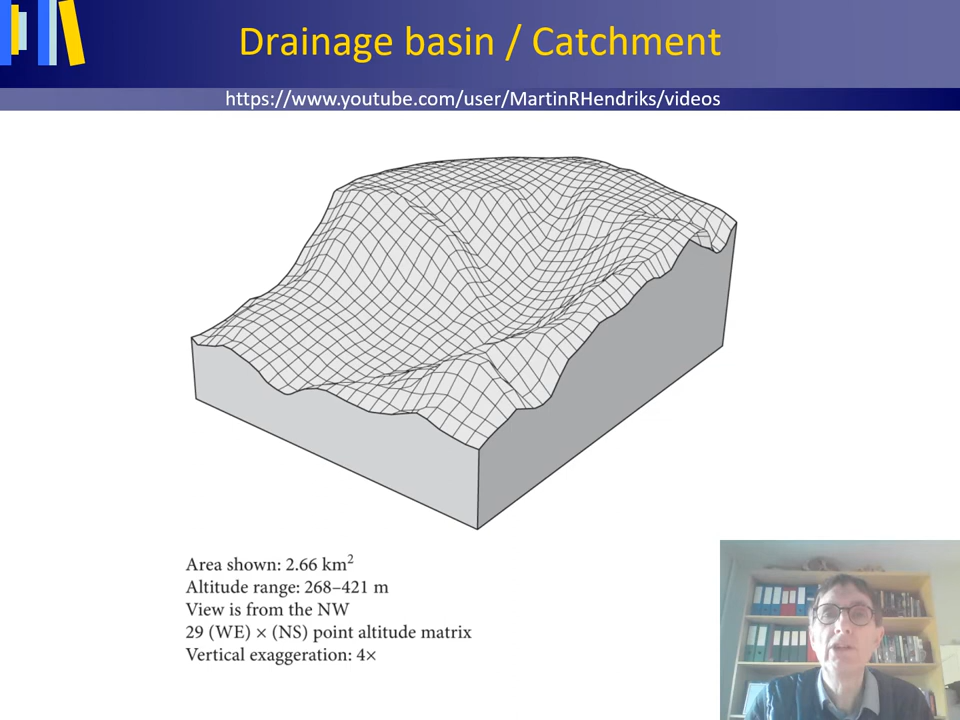 Drainage basin / Catchment
https://www.youtube.com/user/MartinRHendriks/videos
Area shown: 2.66 km²
Altitude range: 268–421 m
View is from the NW
29 (WE) × (NS) point altitude matrix
Vertical exaggeration: 4×